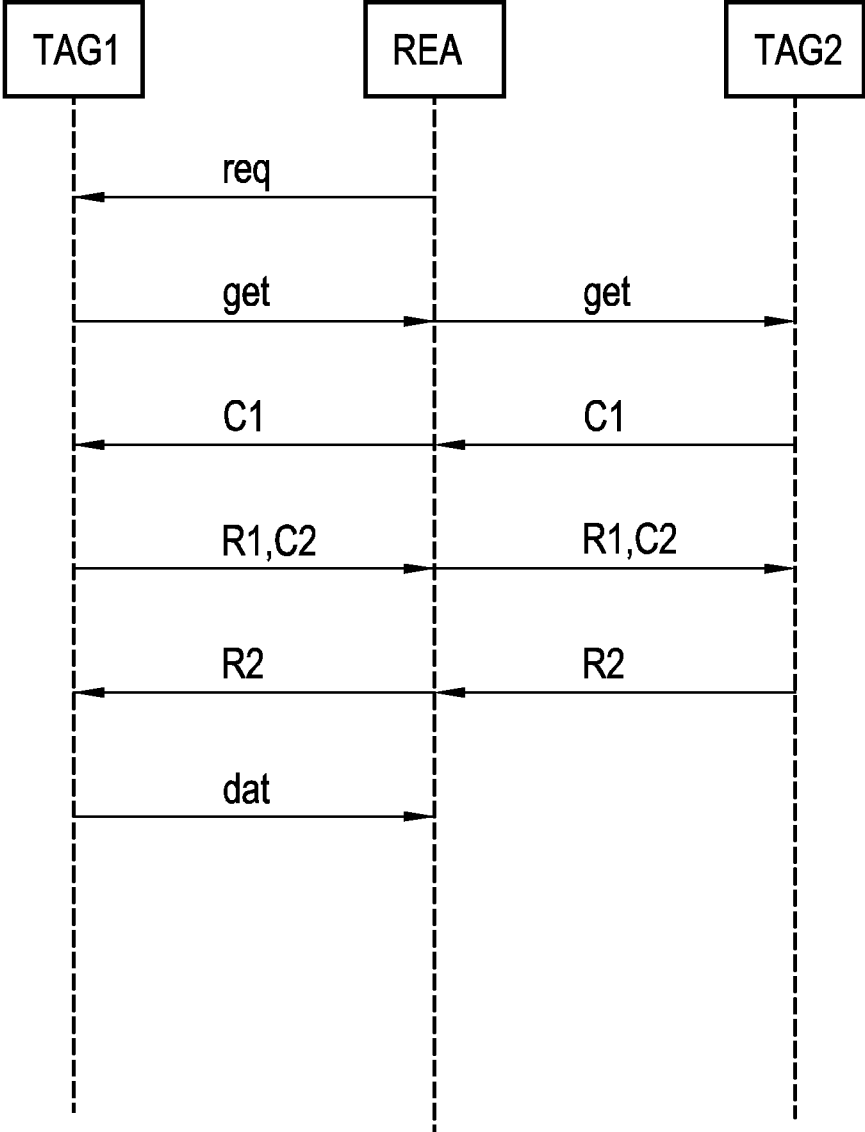 TAG1 REA TAG2
req
get get
C1 C1
R1,C2 R1,C2
R2 R2
dat